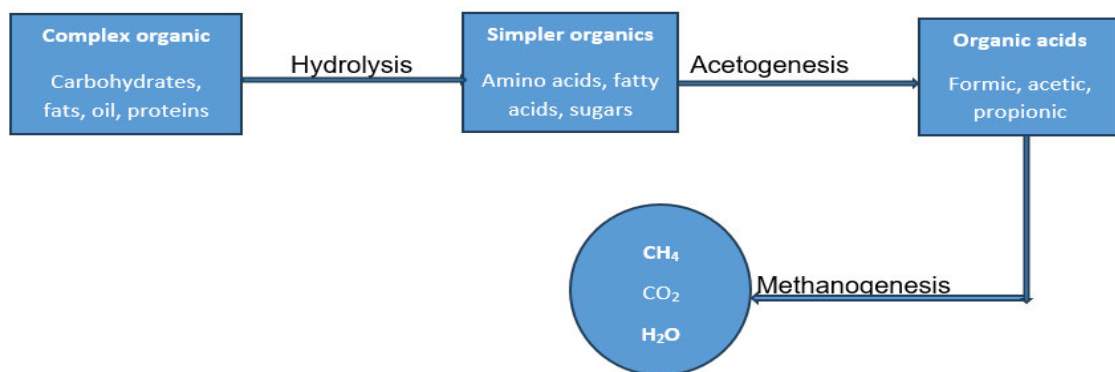 Complex organic
Carbohydrates,
fats, oil, proteins
Hydrolysis
Simpler organics
Amino acids, fatty
acids, sugars
Acetogenesis
Organic acids
Formic, acetic,
propionic
Methanogenesis
CH₄
CO₂
H₂O